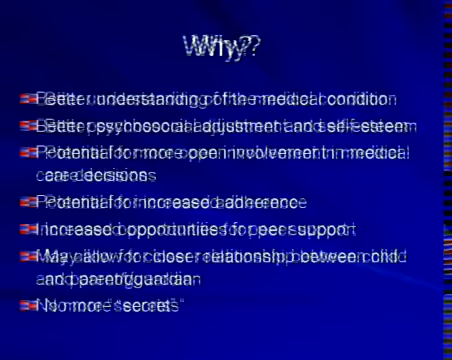 Why??
Better understanding of the medical condition
Better psychosocial adjustment and self-esteem
Potential for more open involvement in medical
care decisions
Potential for increased adherence
Increased opportunities for peer support
May allow for closer relationship between child
and parent/guardian
No more “secrets“